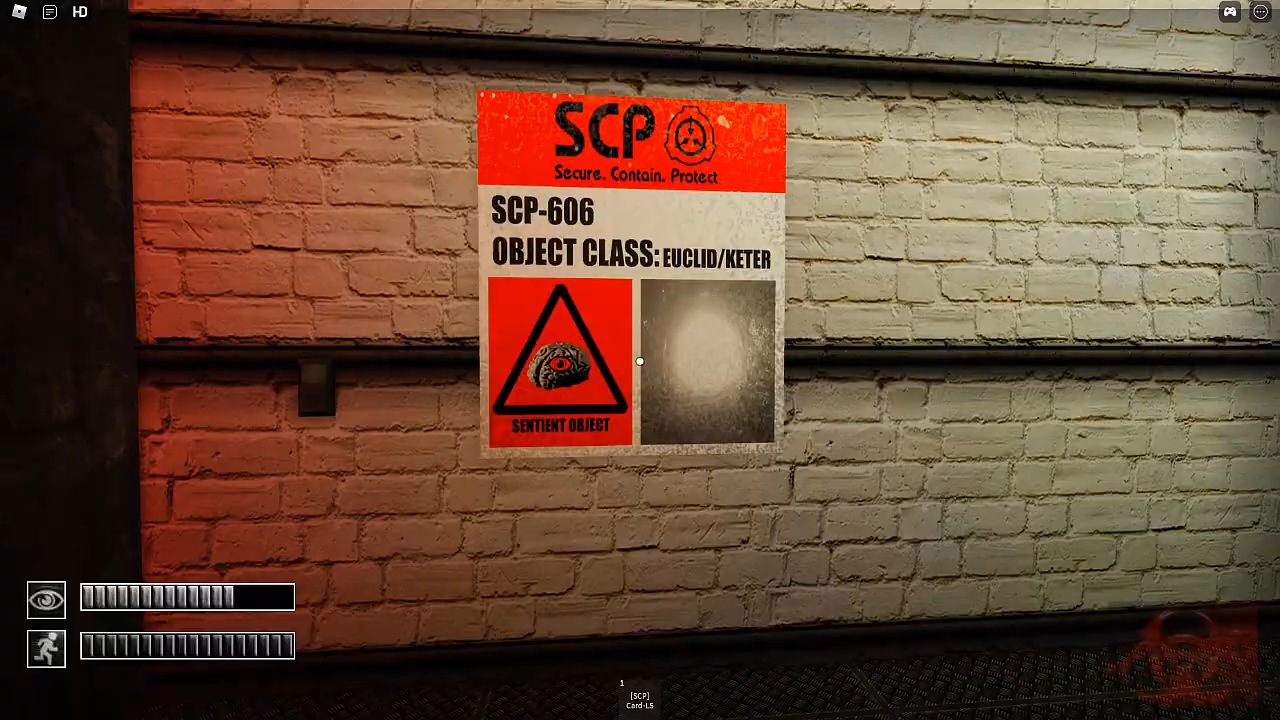 HD
SCP
Secure. Contain. Protect
SCP-606
OBJECT CLASS: EUCLID/KETER
SENTIENT OBJECT
1
[SCP]
Card-L5